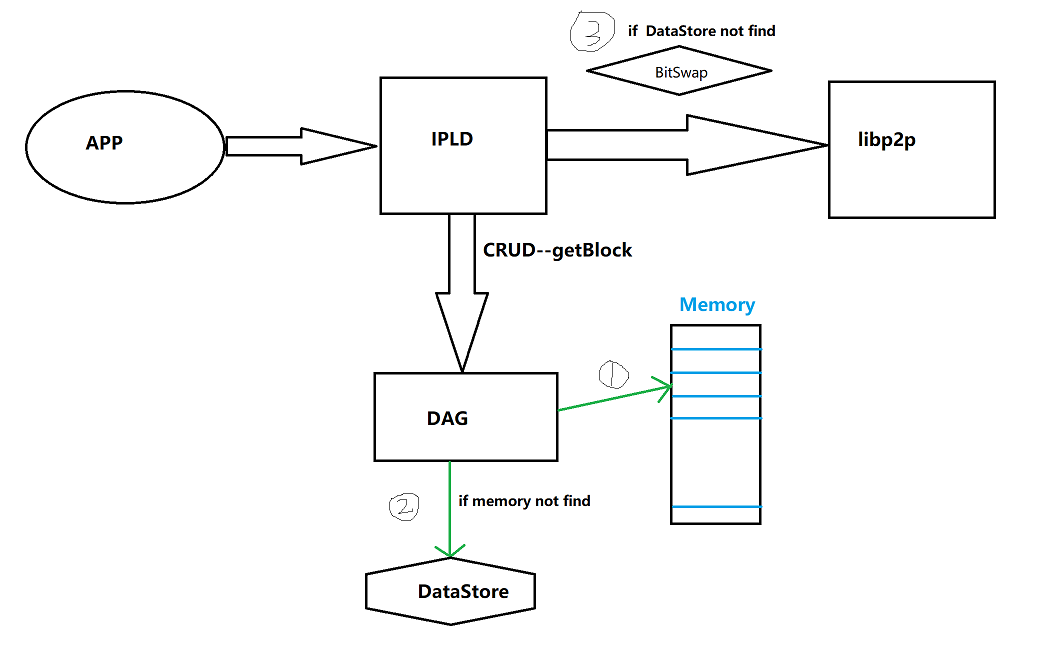 3
if DataStore not find
BitSwap
APP
IPLD
libp2p
CRUD--getBlock
Memory
1
DAG
2
if memory not find
DataStore